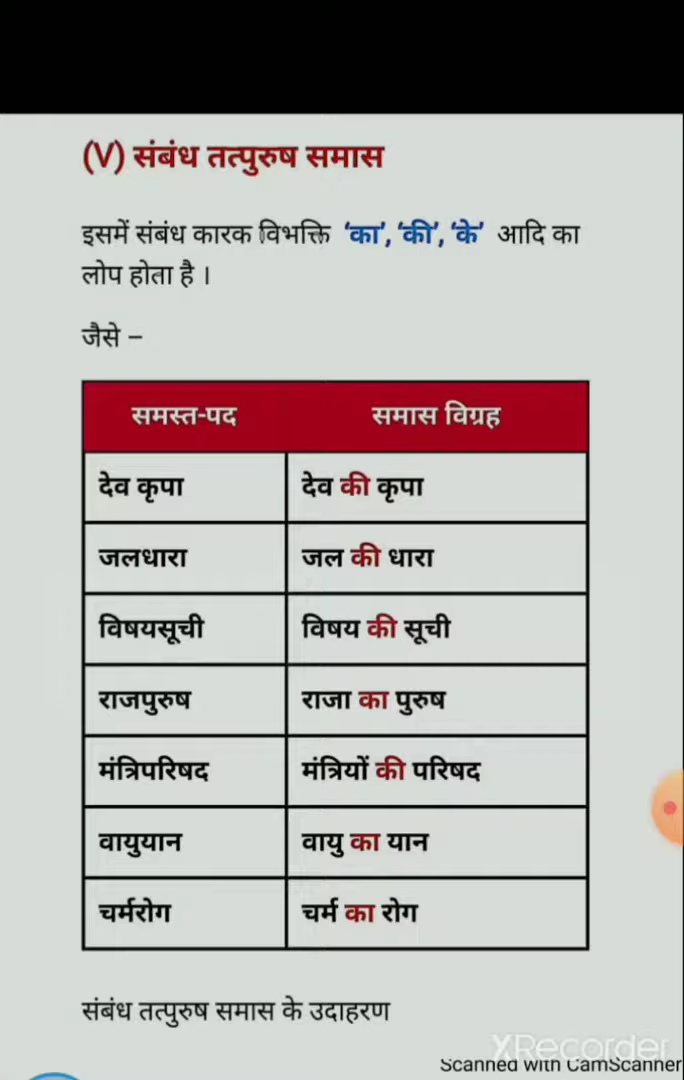 (V) संबंध तत्पुरुष समास
इसमें संबंध कारक विभक्ति 'का', 'की', 'के' आदि का
लोप होता है ।
जैसे –
समस्त-पद समास विग्रह
देव कृपा देव की कृपा
जलधारा जल की धारा
विषयसूची विषय की सूची
राजपुरुष राजा का पुरुष
मंत्रिपरिषद मंत्रियों की परिषद
वायुयान वायु का यान
चर्मरोग चर्म का रोग
संबंध तत्पुरुष समास के उदाहरण
XRecorder
Scanned with CamScanner